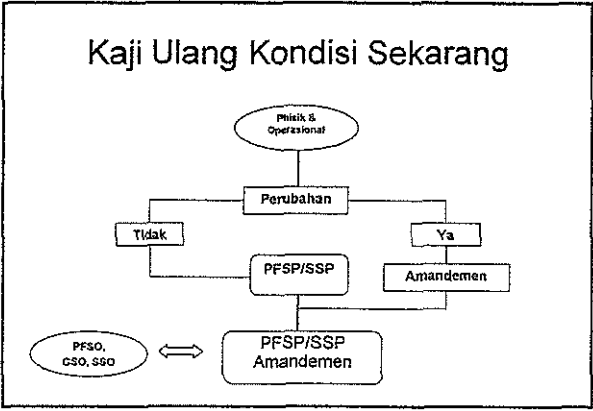 Kaji Ulang Kondisi Sekarang
Phisik &
Operasional
Perubahan
Tidak
Ya
PFSP/SSP
Amandemen
PFSP/SSP
Amandemen
PFSO,
CSO, SSO